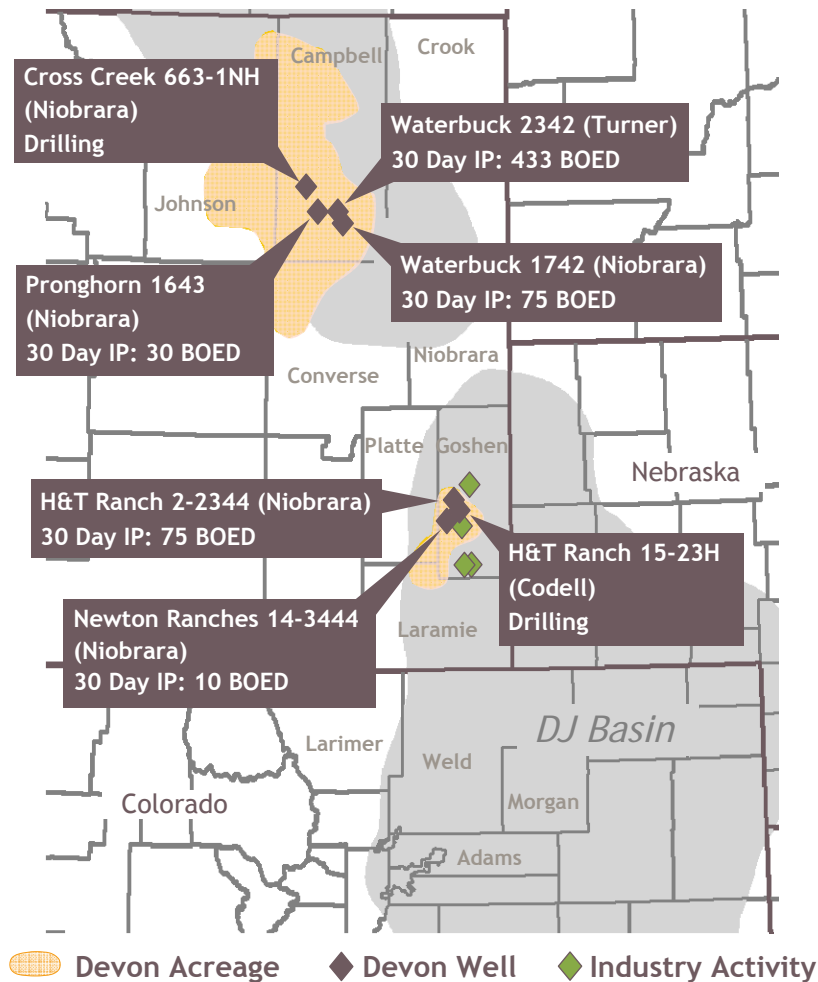 Campbell
Crook
Cross Creek 663-1NH
(Niobrara)
Drilling
Waterbuck 2342 (Turner)
30 Day IP: 433 BOED
Johnson
Waterbuck 1742 (Niobrara)
30 Day IP: 75 BOED
Pronghorn 1643
(Niobrara)
30 Day IP: 30 BOED
Niobrara
Converse
Platte
Goshen
Nebraska
H&T Ranch 2-2344 (Niobrara)
30 Day IP: 75 BOED
H&T Ranch 15-23H
(Codell)
Drilling
Newton Ranches 14-3444
(Niobrara)
30 Day IP: 10 BOED
Laramie
DJ Basin
Larimer
Weld
Colorado
Morgan
Adams
Devon Acreage
Devon Well
Industry Activity